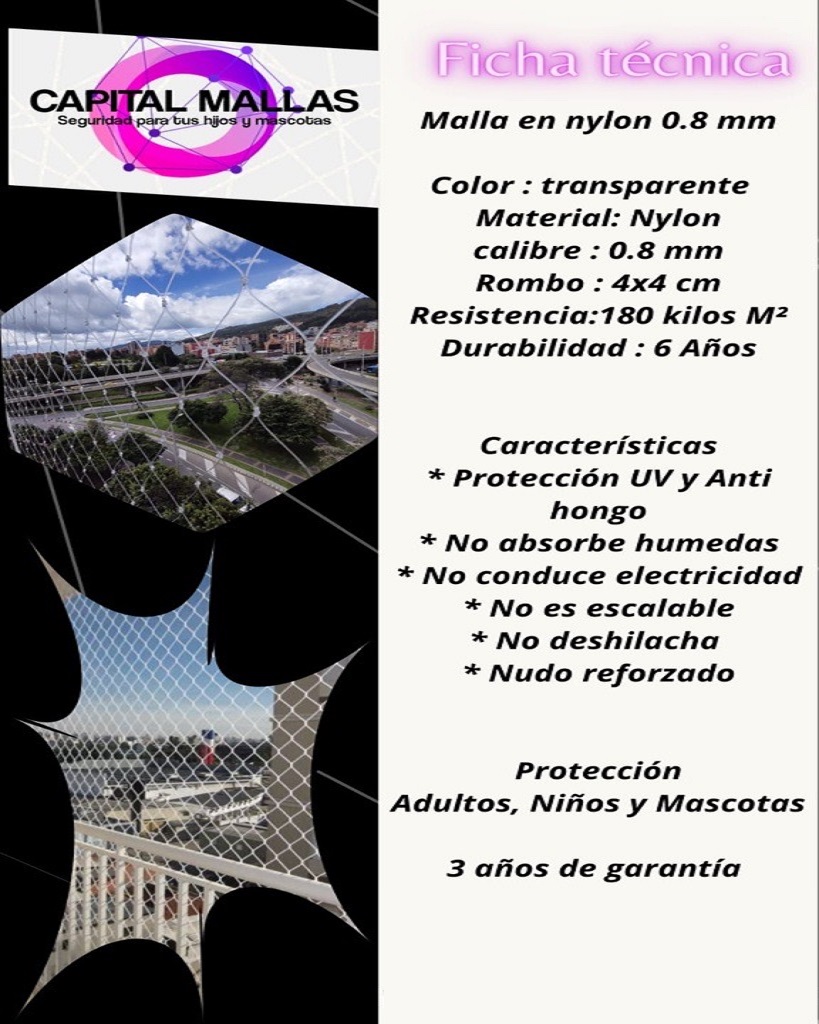 CAPITAL MALLAS
Seguridad para tus hijos y mascotas
Ficha técnica
Malla en nylon 0.8 mm
Color : transparente
Material: Nylon
calibre : 0.8 mm
Rombo : 4x4 cm
Resistencia:180 kilos M²
Durabilidad : 6 Años
Características
* Protección UV y Anti
hongo
* No absorbe humedas
* No conduce electricidad
* No es escalable
* No deshilacha
* Nudo reforzado
Protección
Adultos, Niños y Mascotas
3 años de garantía